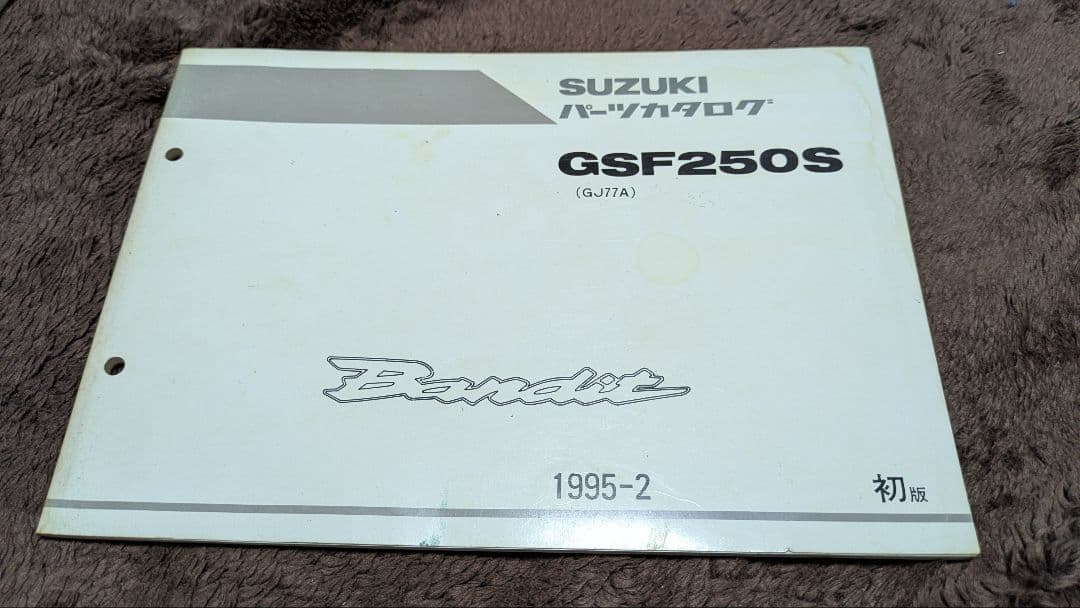 SUZUKI
パーツカタログ
GSF250S
(GJ77A)
Bandit
1995-2
初版